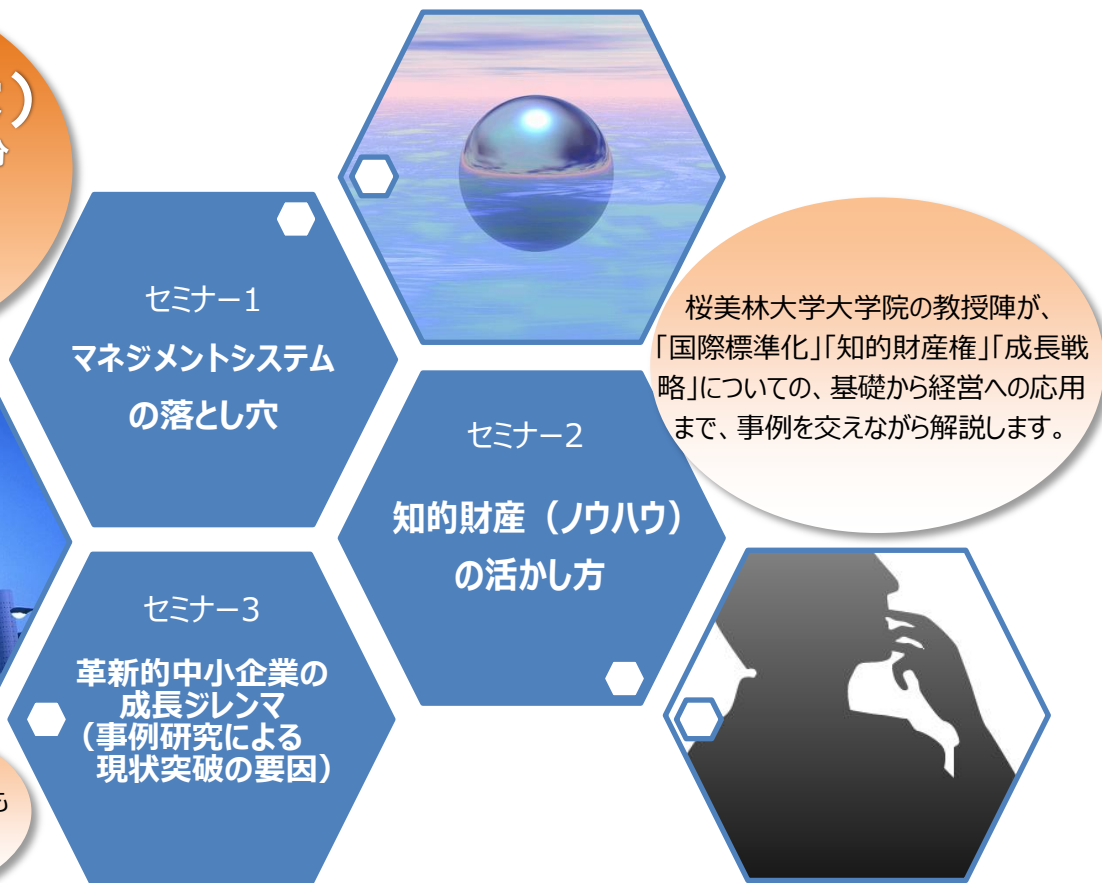 セミナー1
マネジメントシステム
の落とし穴
セミナー2
知的財産（ノウハウ）
の活かし方
セミナー3
革新的中小企業の
成長ジレンマ
（事例研究による
現状突破の要因）
桜美林大学大学院の教授陣が、
「国際標準化」「知的財産権」「成長戦
略」についての、基礎から経営への応用
まで、事例を交えながら解説します。
も